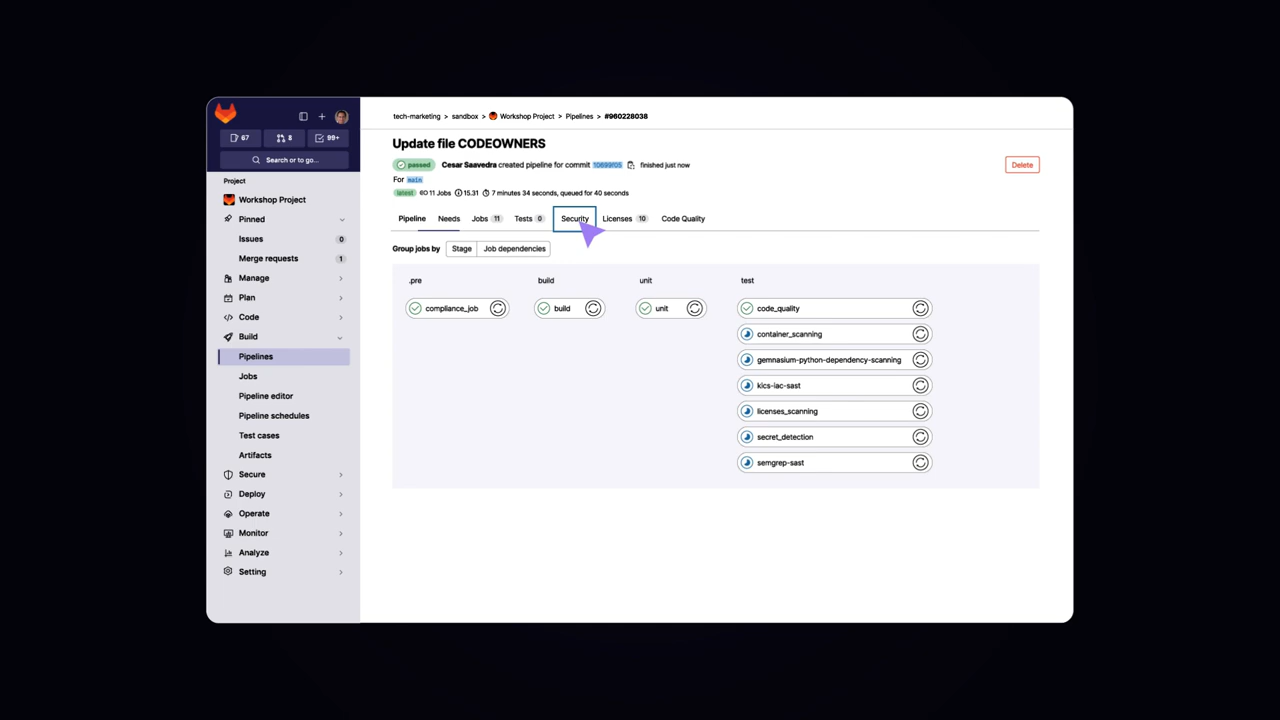 67
8
99+
Search or to go...
Project
Workshop Project
Pinned
Issues 0
Merge requests 1
Manage
Plan
Code
Build
Pipelines
Jobs
Pipeline editor
Pipeline schedules
Test cases
Artifacts
Secure
Deploy
Operate
Monitor
Analyze
Setting
tech-marketing > sandbox > Workshop Project > Pipelines > #960228038
Update file CODEOWNERS
passed Cesar Saavedra created pipeline for commit 10699f05 finished just now
Delete
For main
latest 11 Jobs 15.31 7 minutes 34 seconds, queued for 40 seconds
Pipeline Needs Jobs 11 Tests 0 Security Licenses 10 Code Quality
Group jobs by Stage Job dependencies
.pre build unit test
compliance_job build unit code_quality
container_scanning
gemnasium-python-dependency-scanning
kics-iac-sast
licenses_scanning
secret_detection
semgrep-sast